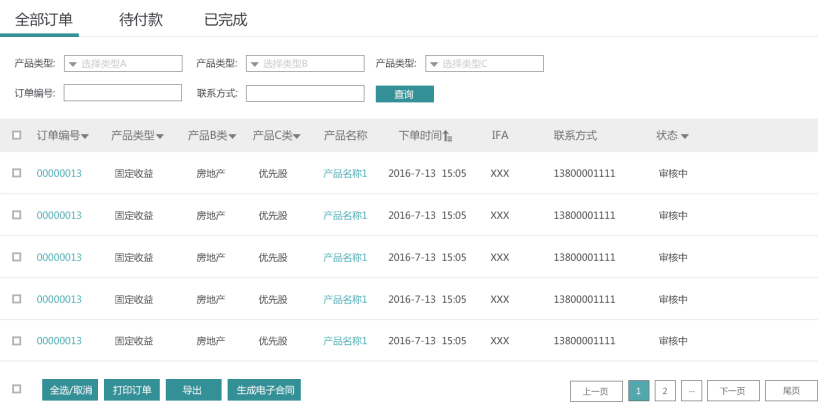 全部订单 待付款 已完成
产品类型: 选择类型A 产品类型: 选择类型B 产品类型: 选择类型C
订单编号: 联系方式: 查询
订单编号 产品类型 产品B类 产品C类 产品名称 下单时间 IFA 联系方式 状态
00000013 固定收益 房地产 优先股 产品名称1 2016-7-13 15:05 XXX 13800001111 审核中
00000013 固定收益 房地产 优先股 产品名称1 2016-7-13 15:05 XXX 13800001111 审核中
00000013 固定收益 房地产 优先股 产品名称1 2016-7-13 15:05 XXX 13800001111 审核中
00000013 固定收益 房地产 优先股 产品名称1 2016-7-13 15:05 XXX 13800001111 审核中
00000013 固定收益 房地产 优先股 产品名称1 2016-7-13 15:05 XXX 13800001111 审核中
全选/取消 打印订单 导出 生成电子合同 上一页 1 2 ... 下一页 尾页